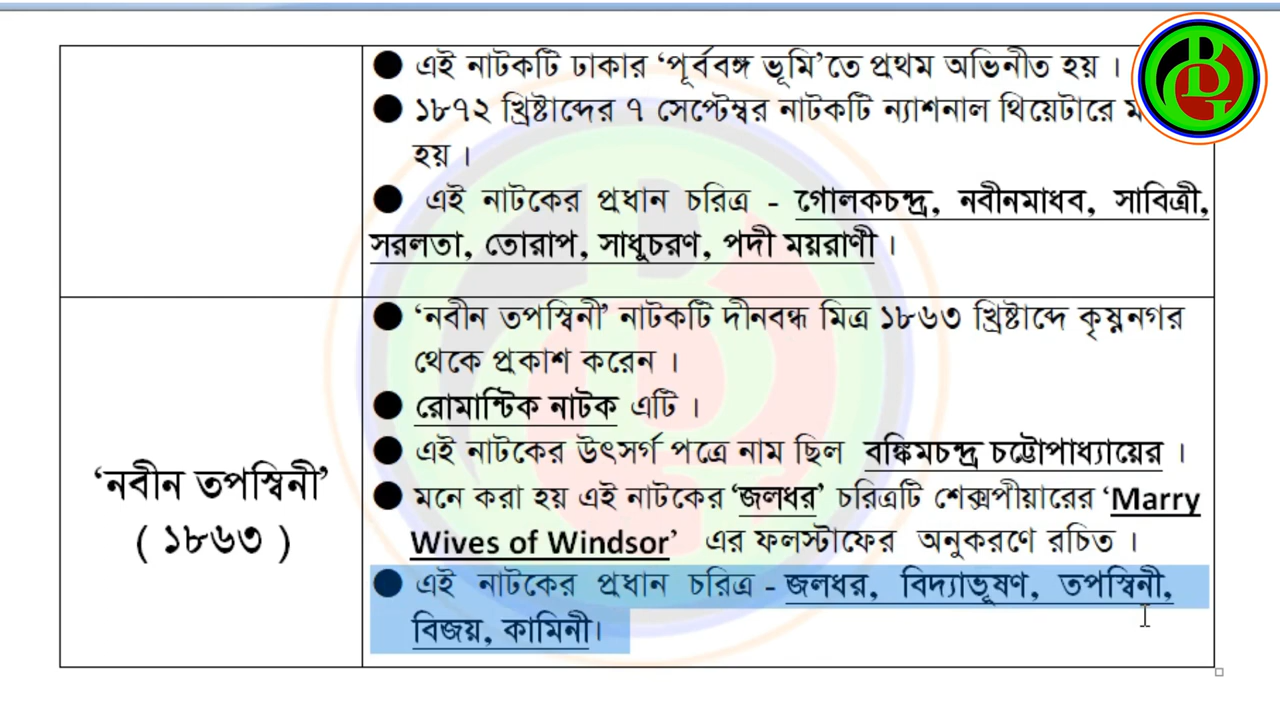 ● এই নাটকটি ঢাকার ‘পূর্ববঙ্গ ভূমি’তে প্রথম অভিনীত হয় ।
● ১৮৭২ খ্রিষ্টাব্দের ৭ সেপ্টেম্বর নাটকটি ন্যাশনাল থিয়েটারে
হয় ।
● এই নাটকের প্রধান চরিত্র - গোলকচন্দ্র, নবীনমাধব, সাবিত্রী,
সরলতা, তোরাপ, সাধুচরণ, পদী ময়রাণী ।
‘নবীন তপস্বিনী’
( ১৮৬৩ )
● ‘নবীন তপস্বিনী’ নাটকটি দীনবন্ধ মিত্র ১৮৬৩ খ্রিষ্টাব্দে কৃষ্ণনগর
থেকে প্রকাশ করেন ।
● রোমান্টিক নাটক এটি ।
● এই নাটকের উৎসর্গ পত্রে নাম ছিল বঙ্কিমচন্দ্র চট্টোপাধ্যায়ের ।
● মনে করা হয় এই নাটকের ‘জলধর’ চরিত্রটি শেক্সপীয়ারের ‘Marry
Wives of Windsor’ এর ফলস্টাফের অনুকরণে রচিত ।
● এই নাটকের প্রধান চরিত্র - জলধর, বিদ্যাভূষণ, তপস্বিনী,
বিজয়, কামিনী।